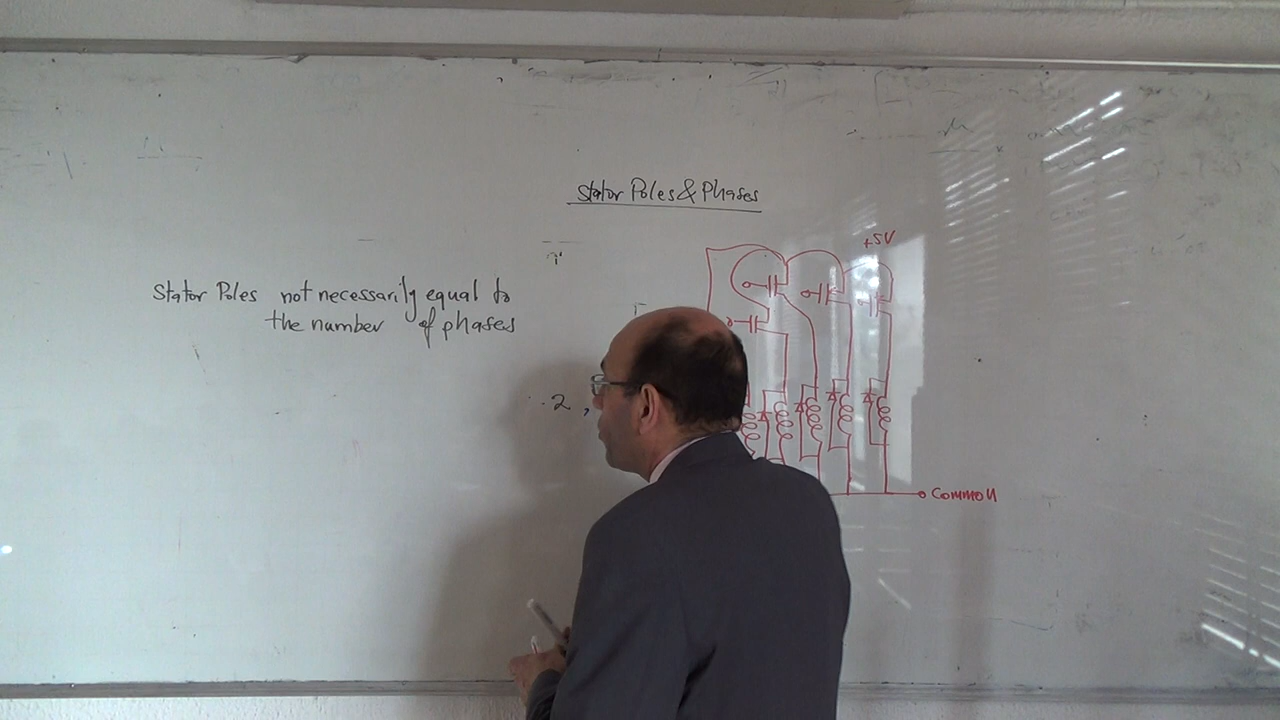 Stator Poles & Phases
+5V
Stator Poles not necessarily equal to
the number of phases
2,
COMMON